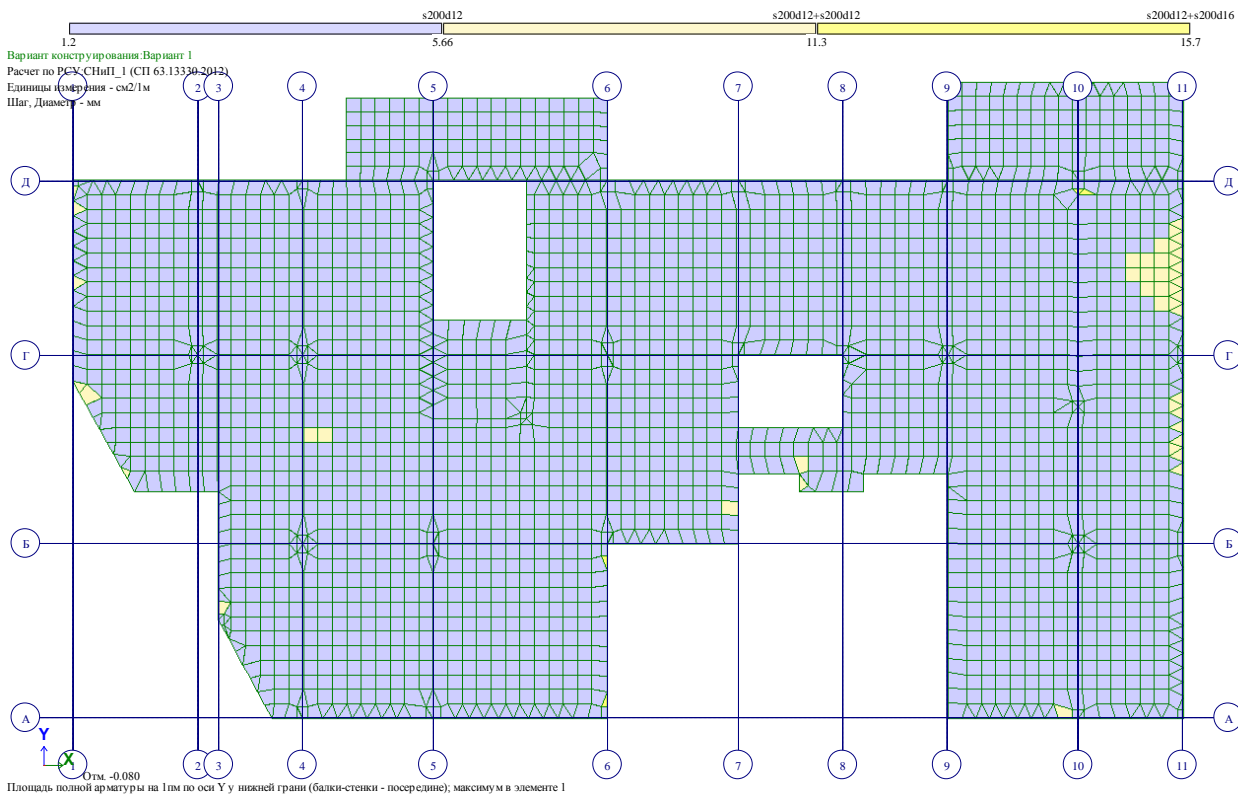 s200d12 s200d12+s200d12 s200d12+s200d16
1.2 5.66 11.3 15.7
Вариант конструирования:Вариант 1
Расчет по РСУ:СНиП_1 (СП 63.13330.2012)
Единицы измерения - см2/1м
Шаг, Диаметр - мм
1 2 3 4 5 6 7 8 9 10 11
Д Д
Г Г
Б Б
А А
Y
X
1 2 3 4 5 6 7 8 9 10 11
Отм. -0.080
Площадь полной арматуры на 1пм по оси Y у нижней грани (балки-стенки - посередине); максимум в элементе 1